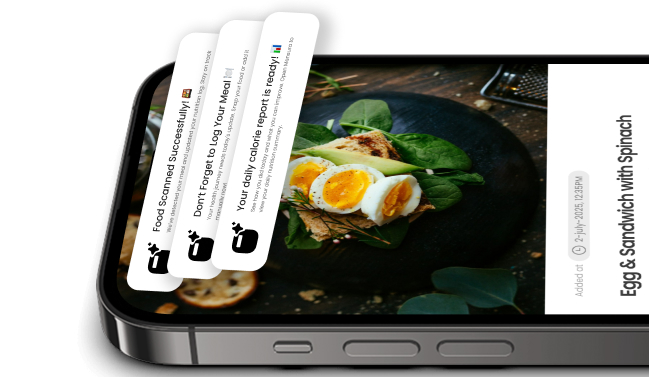 Food Scanned Successfully! 🍱
We've detected your meal and updated your nutrition log. Stay on track
Don't Forget to Log Your Meal 🍽️
Your health journey needs today's update. Snap your food or add it
manually now!
Your daily calorie report is ready! 📊
See how you did today and what you can improve. Open Mensura to
view your daily nutrition summary.
Added at
2-july-2025, 12:35PM
Egg & Sandwich with Spinach